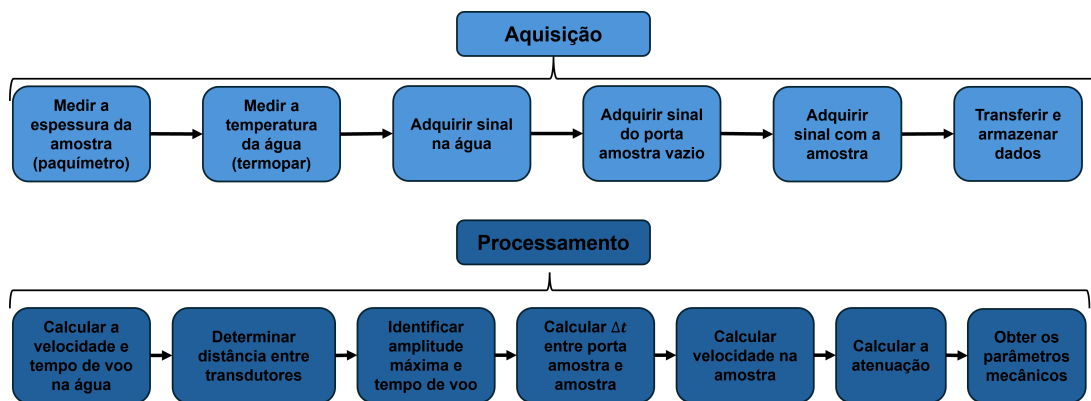 Aquisição
Medir a
espessura da
amostra
(paquímetro)
Medir a
temperatura
da água
(termopar)
Adquirir sinal
na água
Adquirir sinal
do porta
amostra vazio
Adquirir
sinal com a
amostra
Transferir e
armazenar
dados
Processamento
Calcular a
velocidade e
tempo de voo
na água
Determinar
distância entre
transdutores
Identificar
amplitude
máxima e
tempo de voo
Calcular Δt
entre porta
amostra e
amostra
Calcular
velocidade na
amostra
Calcular a
atenuação
Obter os
parâmetros
mecânicos